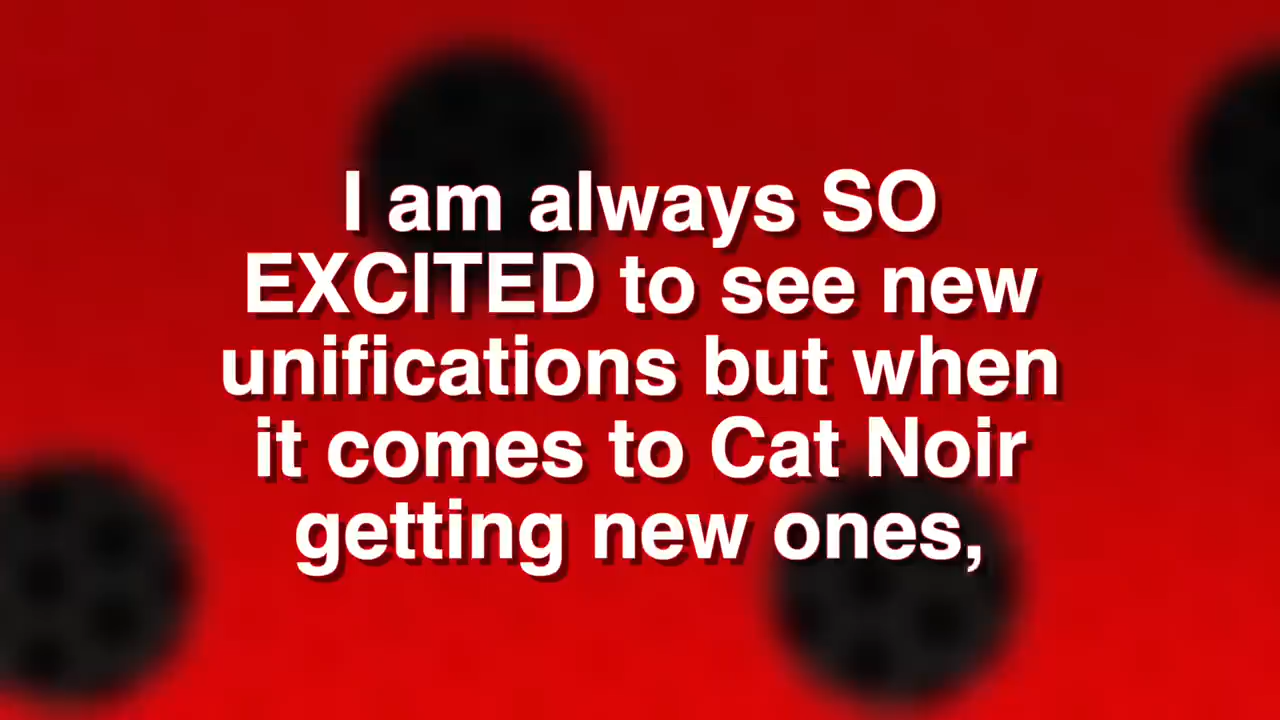 I am always SO
EXCITED to see new
unifications but when
it comes to Cat Noir
getting new ones,